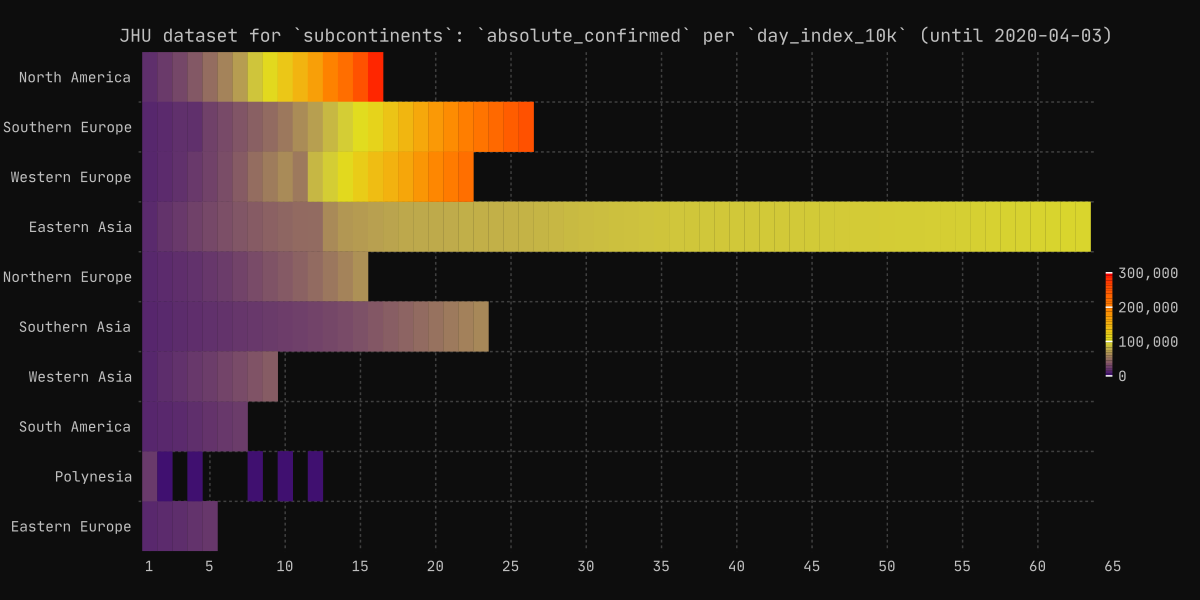 JHU dataset for `subcontinents`: `absolute_confirmed` per `day_index_10k` (until 2020-04-03)
North America
Southern Europe
Western Europe
Eastern Asia
Northern Europe
Southern Asia
Western Asia
South America
Polynesia
Eastern Europe
1 5 10 15 20 25 30 35 40 45 50 55 60 65
300,000
200,000
100,000
0